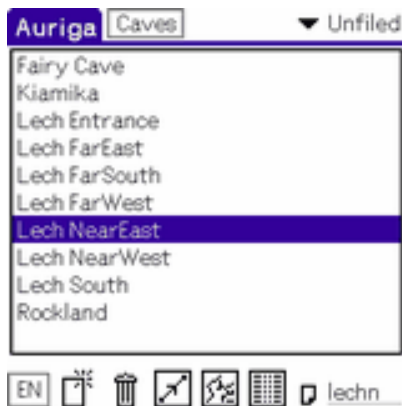 Auriga Caves Unfiled
Fairy Cave
Kiamika
Lech Entrance
Lech FarEast
Lech FarSouth
Lech FarWest
Lech NearEast
Lech NearWest
Lech South
Rockland
EN lechn